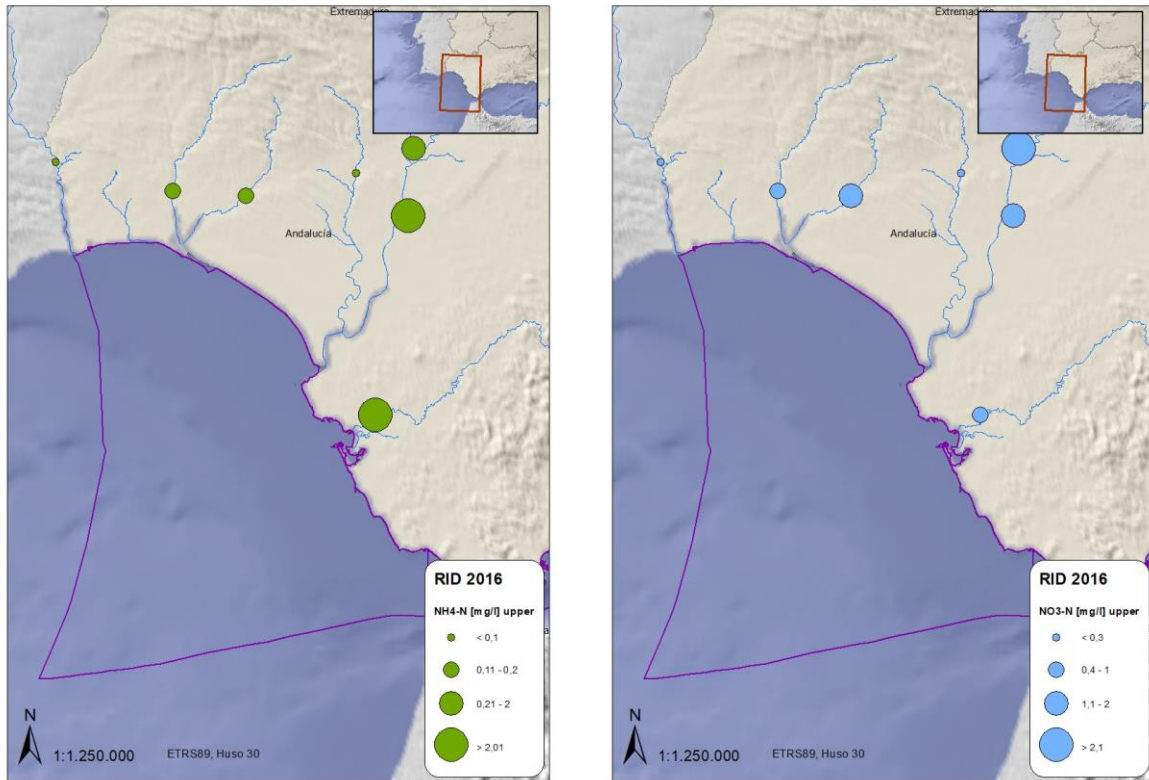 Extremadura
Andalucía
RID 2016
NH4-N [mg/l] upper
< 0,1
0,11 - 0,2
0,21 - 2
> 2,01
N
1:1.250.000
ETRS89, Huso 30
Extremadura
Andalucía
RID 2016
NO3-N [mg/l] upper
< 0,3
0,4 - 1
1,1 - 2
> 2,1
N
1:1.250.000
ETRS89, Huso 30